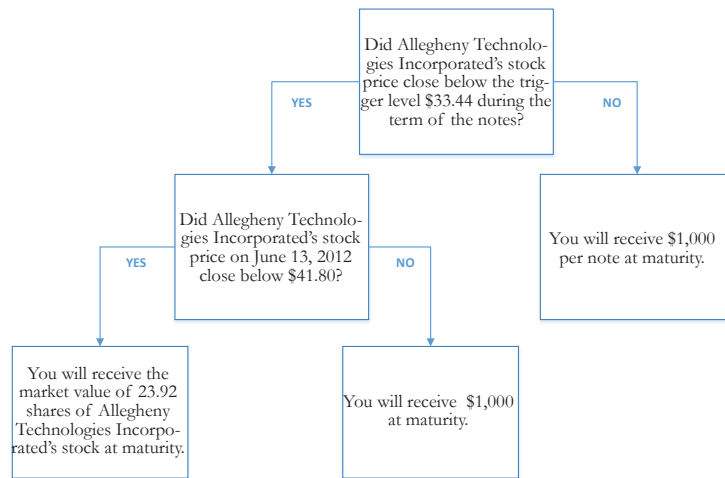 Did Allegheny Technolo-
gies Incorporated's stock
price close below the trig-
ger level $33.44 during the
term of the notes?
YES
NO
Did Allegheny Technolo-
gies Incorporated's stock
price on June 13, 2012
close below $41.80?
You will receive $1,000
per note at maturity.
YES
NO
You will receive the
market value of 23.92
shares of Allegheny
Technologies Incorpo-
rated's stock at maturity.
You will receive $1,000
at maturity.